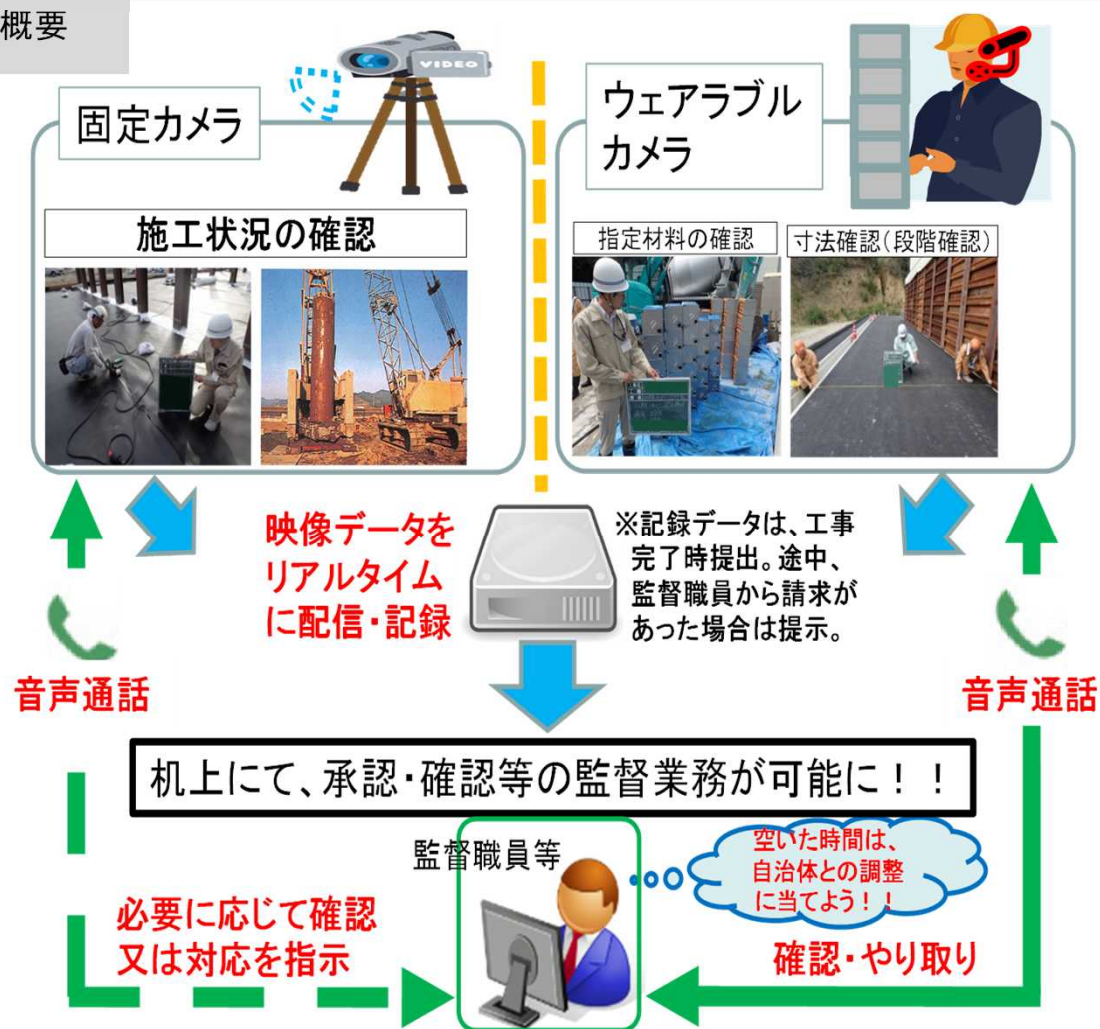 概要
固定カメラ
VIDEO
ウェアラブル
カメラ
施工状況の確認
指定材料の確認
寸法確認(段階確認)
映像データを
リアルタイム
に配信・記録
※記録データは、工事
完了時提出。途中、
監督職員から請求が
あった場合は提示。
音声通話
音声通話
机上にて、承認・確認等の監督業務が可能に！！
監督職員等
空いた時間は、
自治体との調整
に当てよう！！
必要に応じて確認
又は対応を指示
確認・やり取り